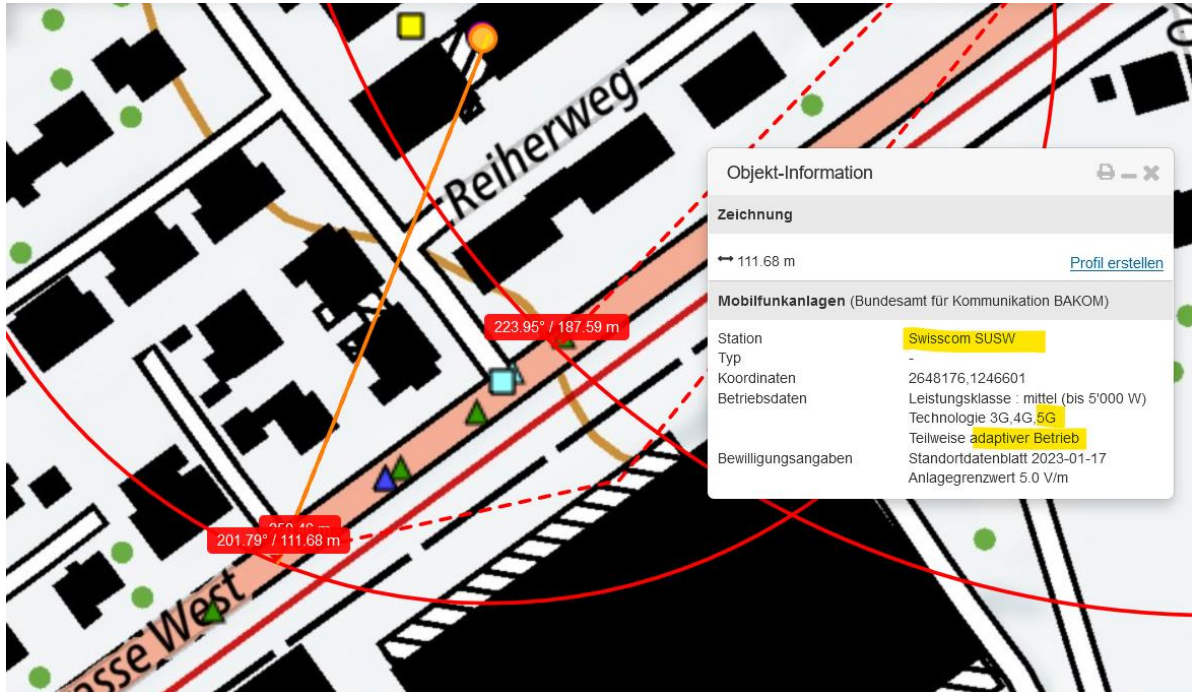 Reiherweg
Objekt-Information
Zeichnung
111.68 m
Profil erstellen
Mobilfunkanlagen (Bundesamt für Kommunikation BAKOM)
Station Swisscom SUSW
Typ -
Koordinaten 2648176,1246601
Betriebsdaten Leistungsklasse : mittel (bis 5'000 W)
Technologie 3G,4G,5G
Teilweise adaptiver Betrieb
Bewilligungsangaben Standortdatenblatt 2023-01-17
Anlagegrenzwert 5.0 V/m
223.95° / 187.59 m
201.79° / 111.68 m
asse West